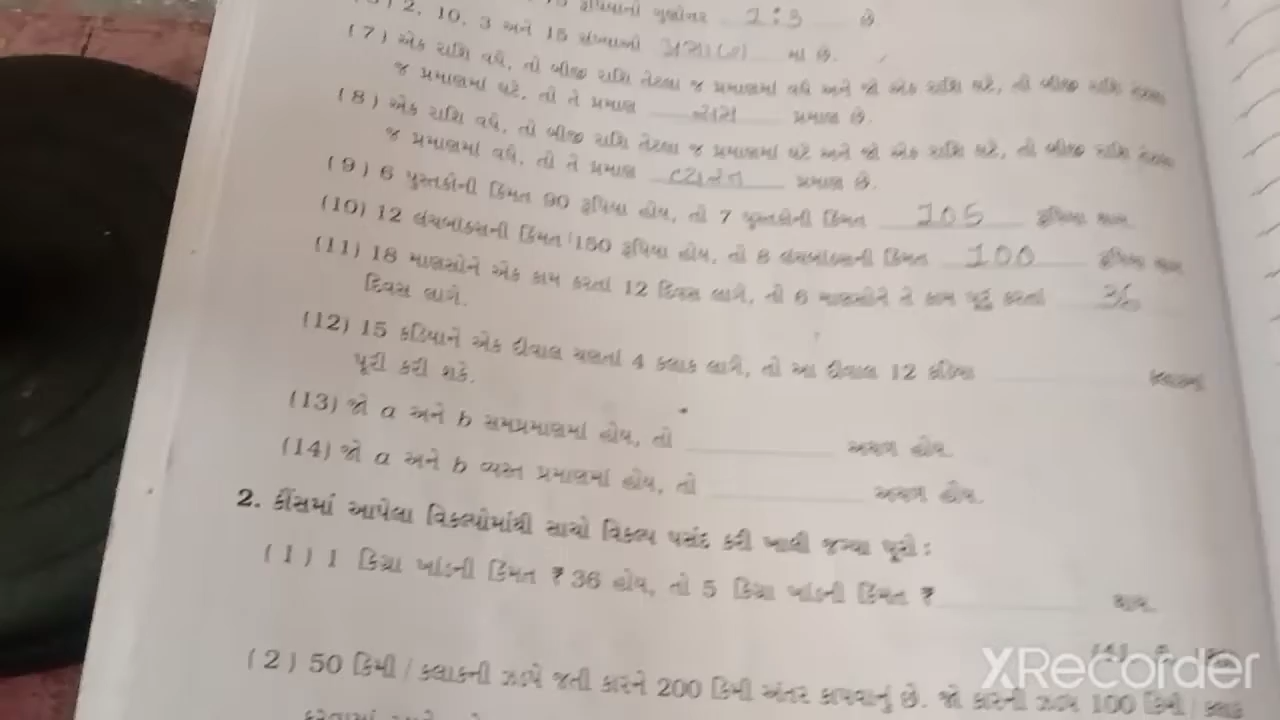 રૂપિયાનો ગુણોત્તર 2:3 છે.
2, 10, 3 અને 15 સંખ્યાઓ પ્રમાણ માં છે.
(7) એક રાશિ વધે, તો બીજી રાશિ તેટલા જ પ્રમાણમાં વધે અને જો એક રાશિ ઘટે, તો બીજી રાશિ તેટલા
જ પ્રમાણમાં ઘટે, તો તે પ્રમાણ સમ પ્રમાણ છે.
(8) એક રાશિ વધે, તો બીજી રાશિ તેટલા જ પ્રમાણમાં ઘટે અને જો એક રાશિ ઘટે, તો બીજી રાશિ તેટલા
જ પ્રમાણમાં વધે, તો તે પ્રમાણ વ્યસ્ત પ્રમાણ છે.
(9) 6 પુસ્તકોની કિંમત 90 રૂપિયા હોય, તો 7 પુસ્તકોની કિંમત 105 રૂપિયા થાય.
(10) 12 લંચબૉક્સની કિંમત 150 રૂપિયા હોય, તો 8 લંચબૉક્સની કિંમત 100 રૂપિયા થાય
(11) 18 માણસોને એક કામ કરતાં 12 દિવસ લાગે, તો 6 માણસોને તે કામ પૂરું કરતાં 36
દિવસ લાગે.
(12) 15 કડિયાને એક દીવાલ ચણતાં 4 કલાક લાગે, તો આ દીવાલ 12 કડિયા કલાકમાં
પૂરી કરી શકે.
(13) જો a અને b સમપ્રમાણમાં હોય, તો અચળ હોય.
(14) જો a અને b વ્યસ્ત પ્રમાણમાં હોય, તો અચળ હોય.
2. કૌંસમાં આપેલા વિકલ્પોમાંથી સાચો વિકલ્પ પસંદ કરી ખાલી જગ્યા પૂરો :
(1) 1 કિગ્રા ખાંડની કિંમત ₹ 36 હોય, તો 5 કિગ્રા ખાંડની કિંમત ₹ થાય.
(2) 50 કિમી / કલાકની ઝડપે જતી કારને 200 કિમી અંતર કાપવાનું છે. જો કારની ઝડપ 100 કિમી / કલાક
XRecorder